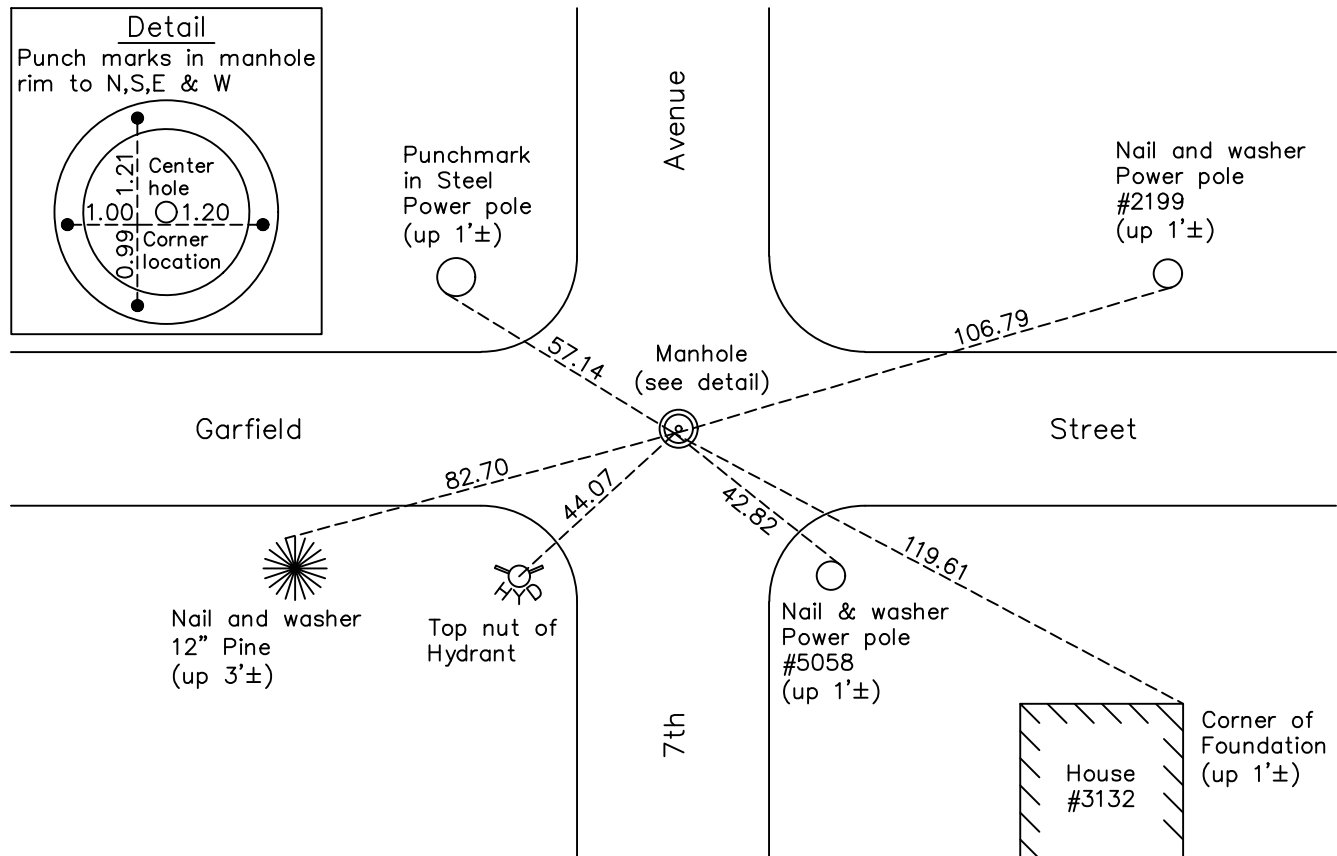 Detail
Punch marks in manhole
rim to N,S,E & W
1.21
Center
hole
1.00
1.20
0.99
Corner
location
Avenue
Punchmark
in Steel
Power pole
(up 1'±)
Nail and washer
Power pole
#2199
(up 1'±)
57.14
Manhole
(see detail)
106.79
Garfield
Street
82.70
44.07
42.82
119.61
HYD
Nail and washer
12” Pine
(up 3'±)
Top nut of
Hydrant
Nail & washer
Power pole
#5058
(up 1'±)
7th
House
#3132
Corner of
Foundation
(up 1'±)